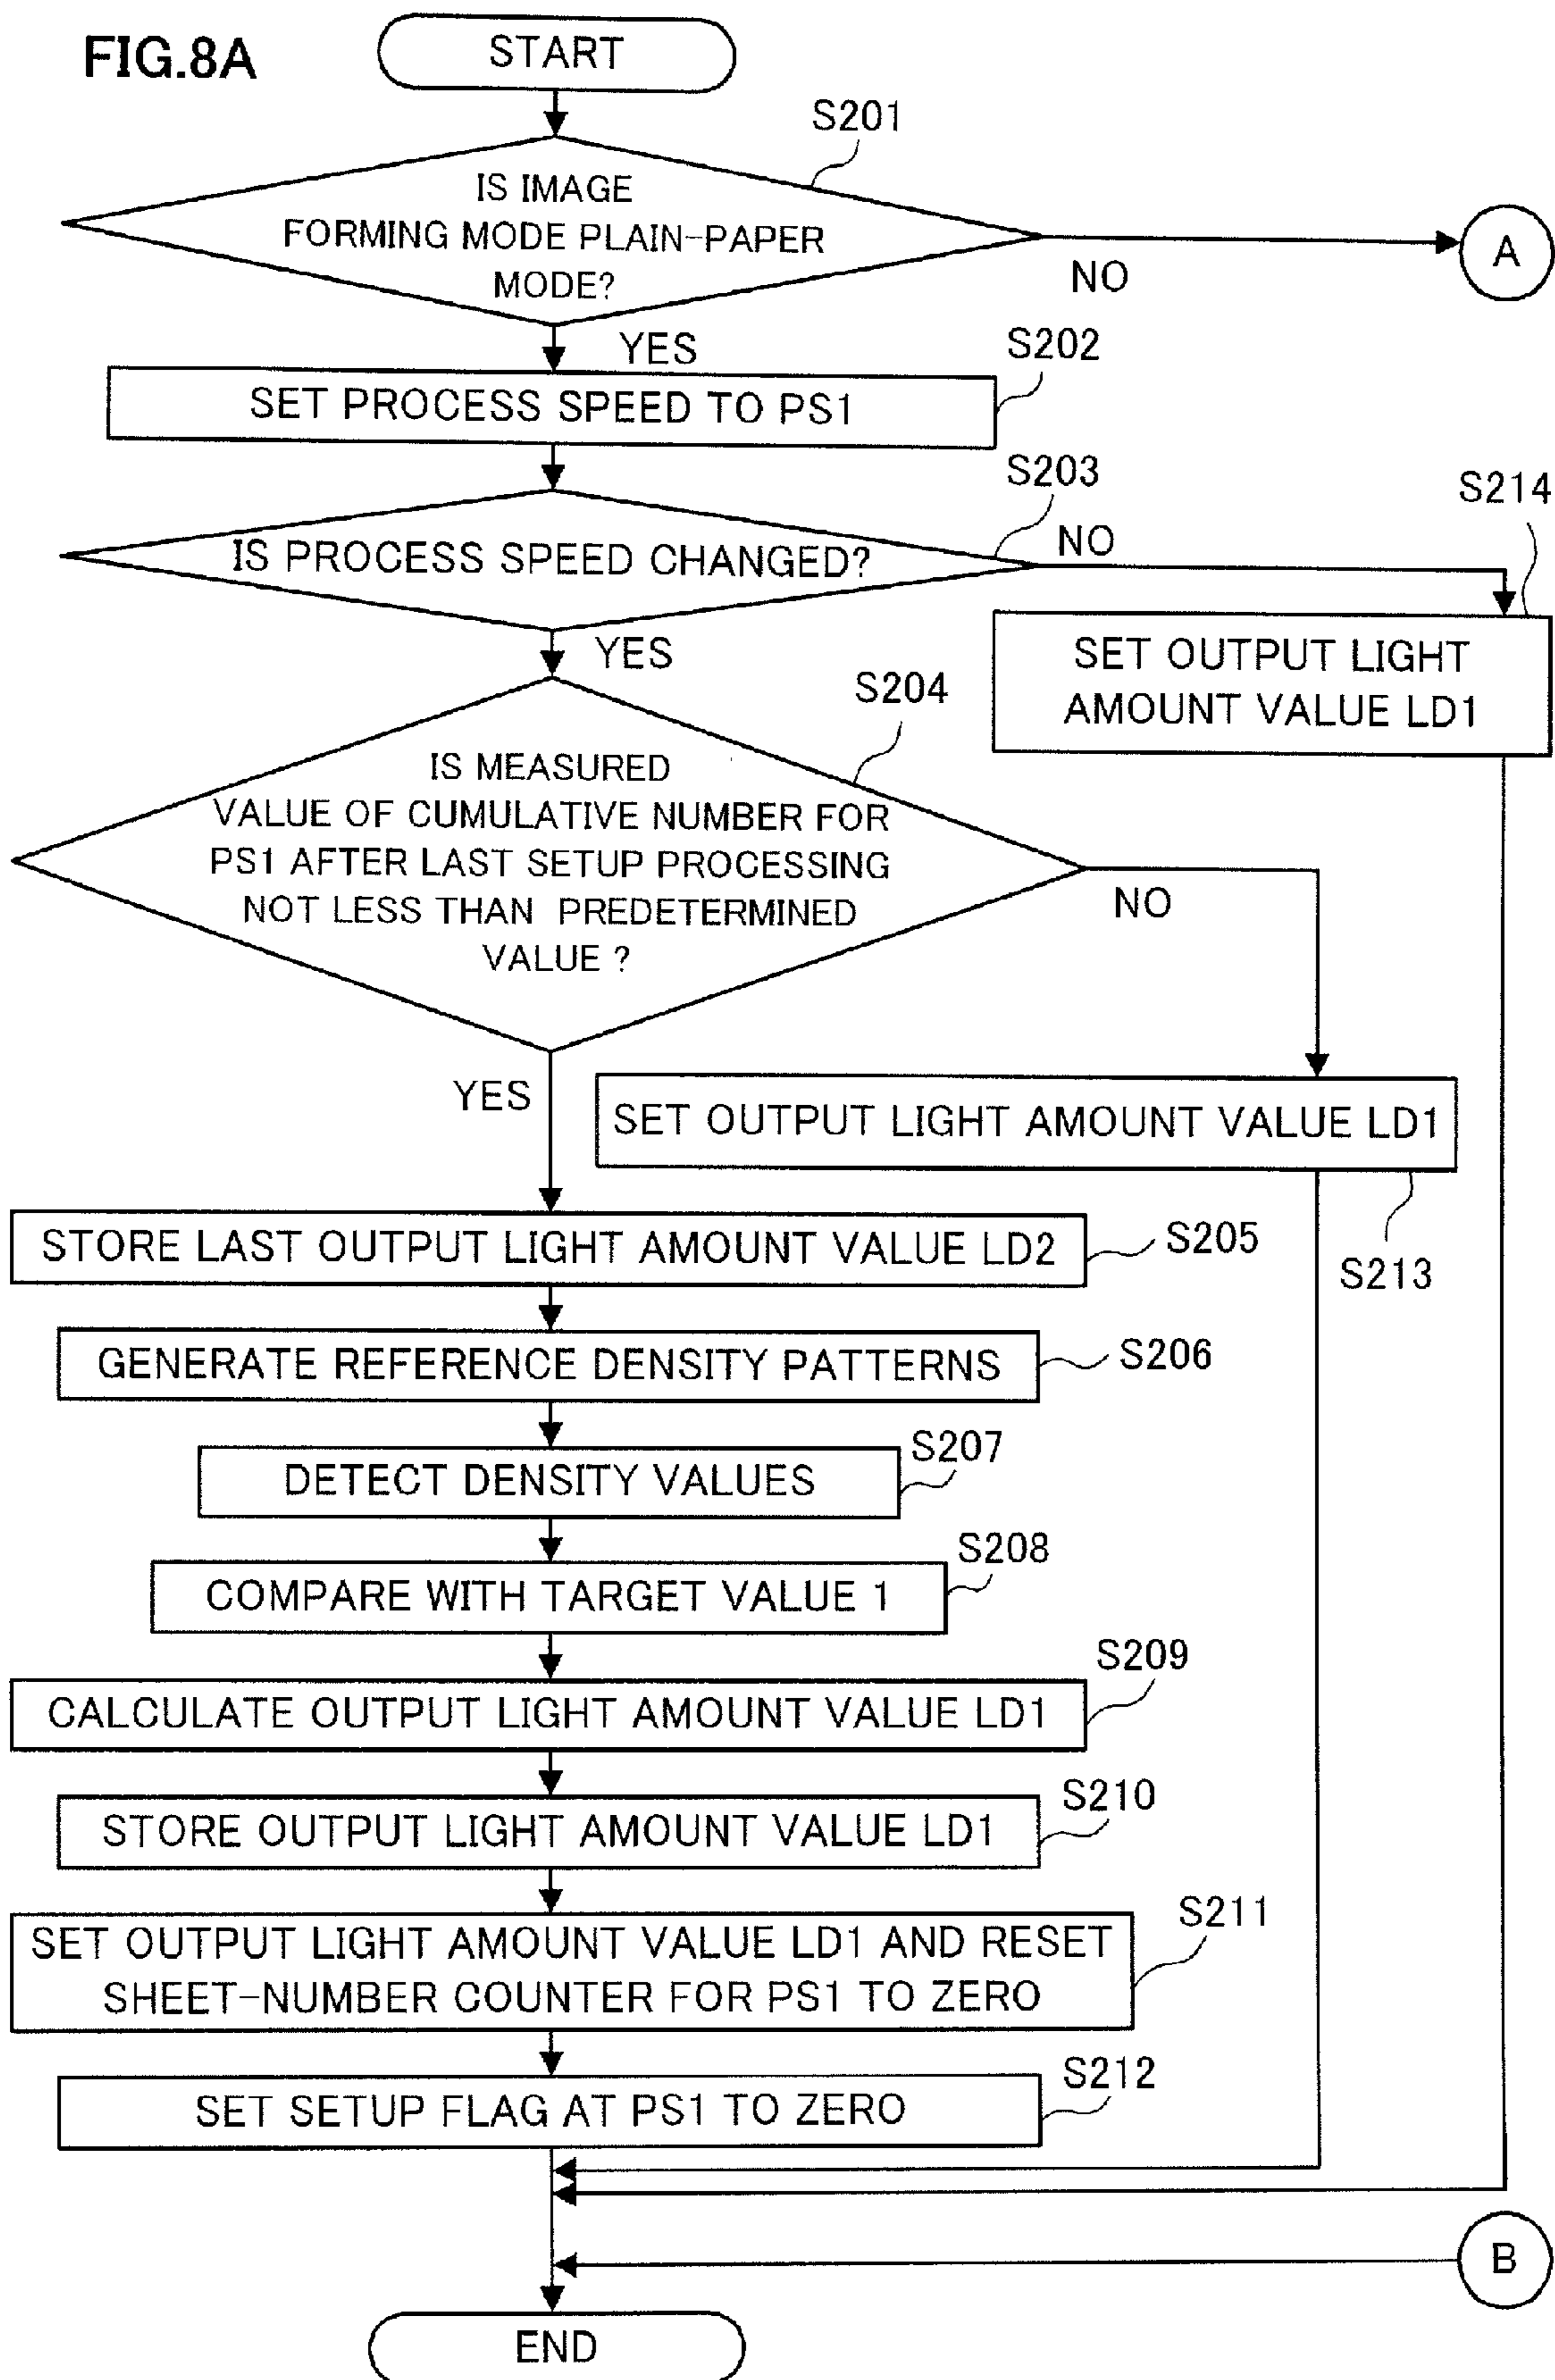 FIG.8A
START
S201
IS IMAGE
FORMING MODE PLAIN-PAPER
MODE?
NO
A
YES
S202
SET PROCESS SPEED TO PS1
S203
IS PROCESS SPEED CHANGED?
NO
S214
SET OUTPUT LIGHT
AMOUNT VALUE LD1
YES
S204
IS MEASURED
VALUE OF CUMULATIVE NUMBER FOR
PS1 AFTER LAST SETUP PROCESSING
NOT LESS THAN PREDETERMINED
VALUE ?
NO
YES
SET OUTPUT LIGHT AMOUNT VALUE LD1
S213
STORE LAST OUTPUT LIGHT AMOUNT VALUE LD2
S205
GENERATE REFERENCE DENSITY PATTERNS
S206
DETECT DENSITY VALUES
S207
COMPARE WITH TARGET VALUE 1
S208
CALCULATE OUTPUT LIGHT AMOUNT VALUE LD1
S209
STORE OUTPUT LIGHT AMOUNT VALUE LD1
S210
SET OUTPUT LIGHT AMOUNT VALUE LD1 AND RESET
SHEET-NUMBER COUNTER FOR PS1 TO ZERO
S211
SET SETUP FLAG AT PS1 TO ZERO
S212
B
END